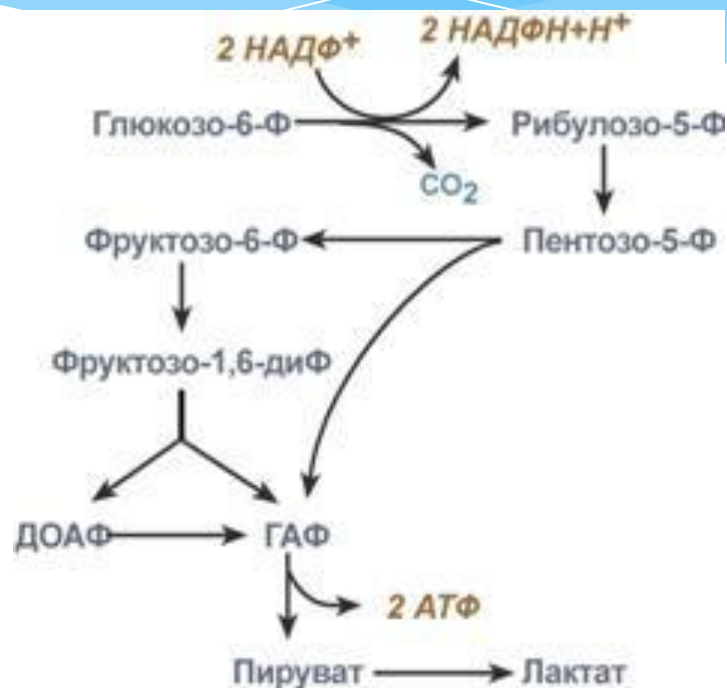 2 НАДФ⁺ 2 НАДФН+Н⁺
Глюкозо-6-Ф Рибулозо-5-Ф
CO₂
Фруктозо-6-Ф Пентозо-5-Ф
Фруктозо-1,6-диФ
ДОАФ ГАФ
2 АТФ
Пируват Лактат